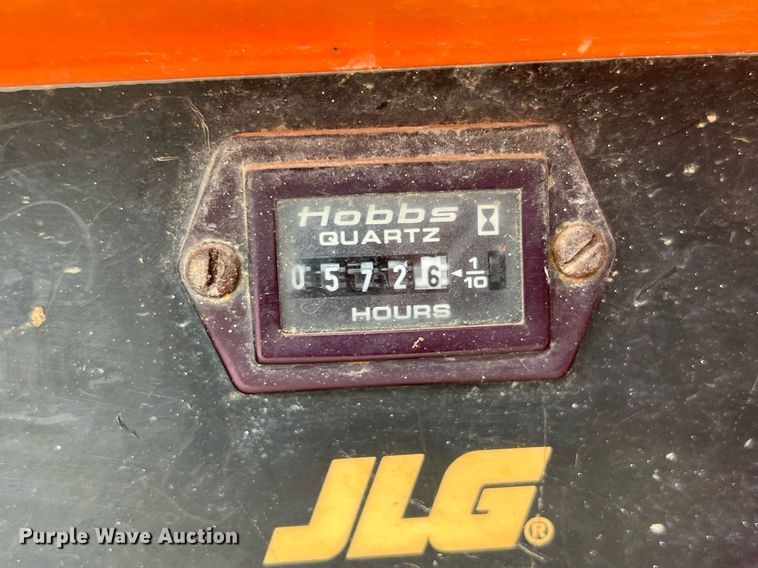 Hobbs
QUARTZ
0 5 7 2 6 ◄ 1/10
HOURS
JLG®
Purple Wave Auction®